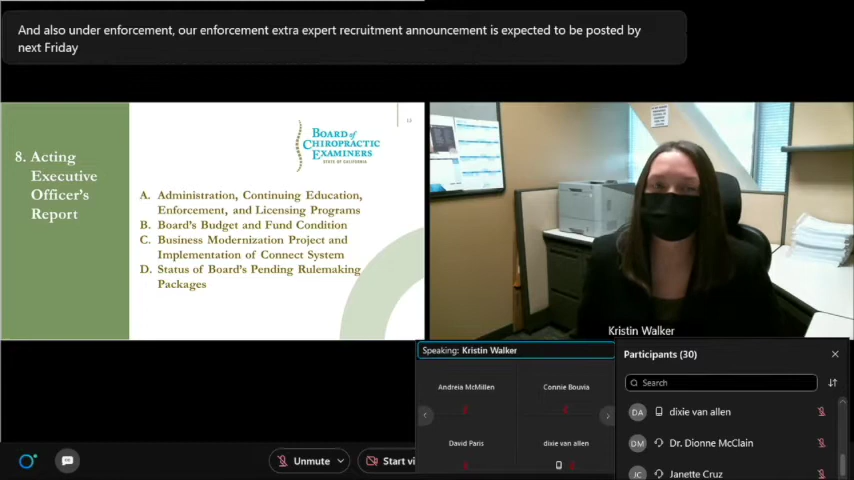 And also under enforcement, our enforcement extra expert recruitment announcement is expected to be posted by
next Friday
8. Acting
Executive
Officer's
Report
13
BOARD of
CHIROPRACTIC
EXAMINERS
STATE OF CALIFORNIA
A. Administration, Continuing Education,
Enforcement, and Licensing Programs
B. Board's Budget and Fund Condition
C. Business Modernization Project and
Implementation of Connect System
D. Status of Board's Pending Rulemaking
Packages
Kristin Walker
Speaking: Kristin Walker
Andreia McMillen
Connie Bouvia
David Paris
dixie van allen
Participants (30)
Search
DA dixie van allen
DM Dr. Dionne McClain
JC Janette Cruz
Unmute
Start vi